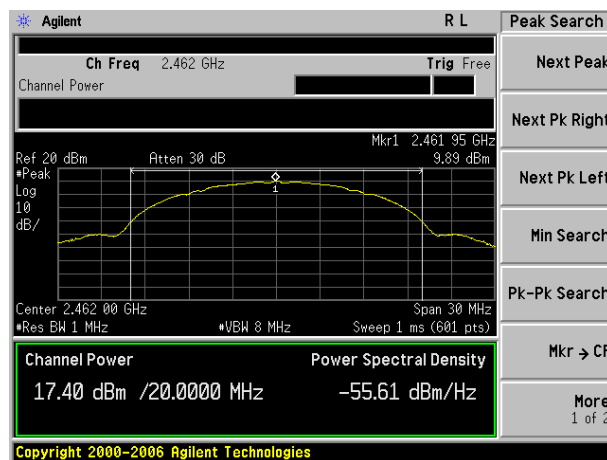 Agilent R L
Peak Search
Ch Freq 2.462 GHz Trig Free
Channel Power
Next Peak
Next Pk Right
Mkr1 2.461 95 GHz
Ref 20 dBm Atten 30 dB 9.89 dBm
#Peak
Log
10
dB/
1
Next Pk Left
Min Search
Pk-Pk Search
Center 2.462 00 GHz Span 30 MHz
#Res BW 1 MHz #VBW 8 MHz Sweep 1 ms (601 pts)
Channel Power Power Spectral Density
17.40 dBm /20.0000 MHz -55.61 dBm/Hz
Mkr → CF
More
1 of 2
Copyright 2000-2006 Agilent Technologies